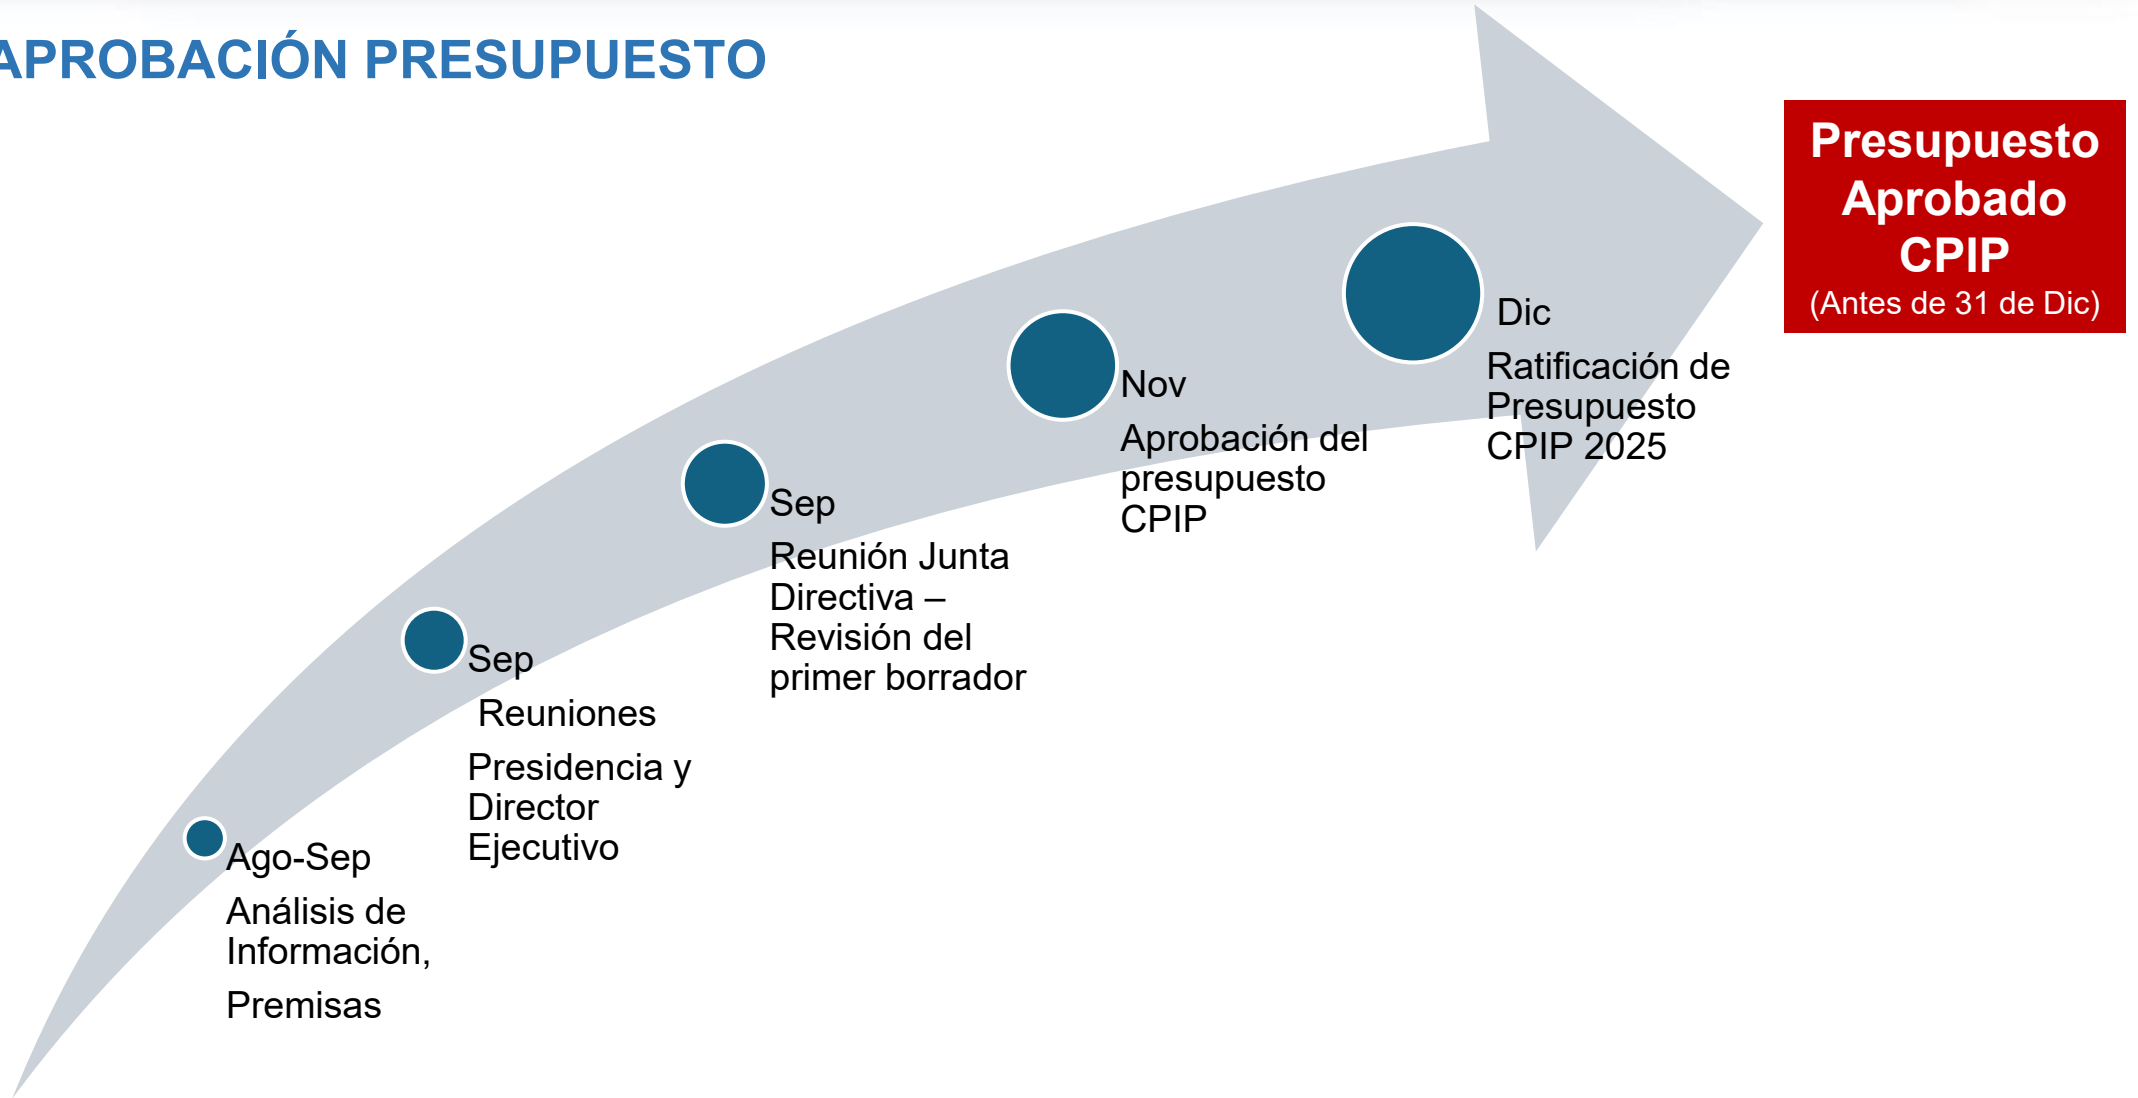 APROBACIÓN PRESUPUESTO
Presupuesto
Aprobado
CPIP
(Antes de 31 de Dic)
Dic
Ratificación de
Presupuesto
CPIP 2025
Nov
Aprobación del
presupuesto
CPIP
Sep
Reunión Junta
Directiva –
Revisión del
primer borrador
Sep
Reuniones
Presidencia y
Director
Ejecutivo
Ago-Sep
Análisis de
Información,
Premisas